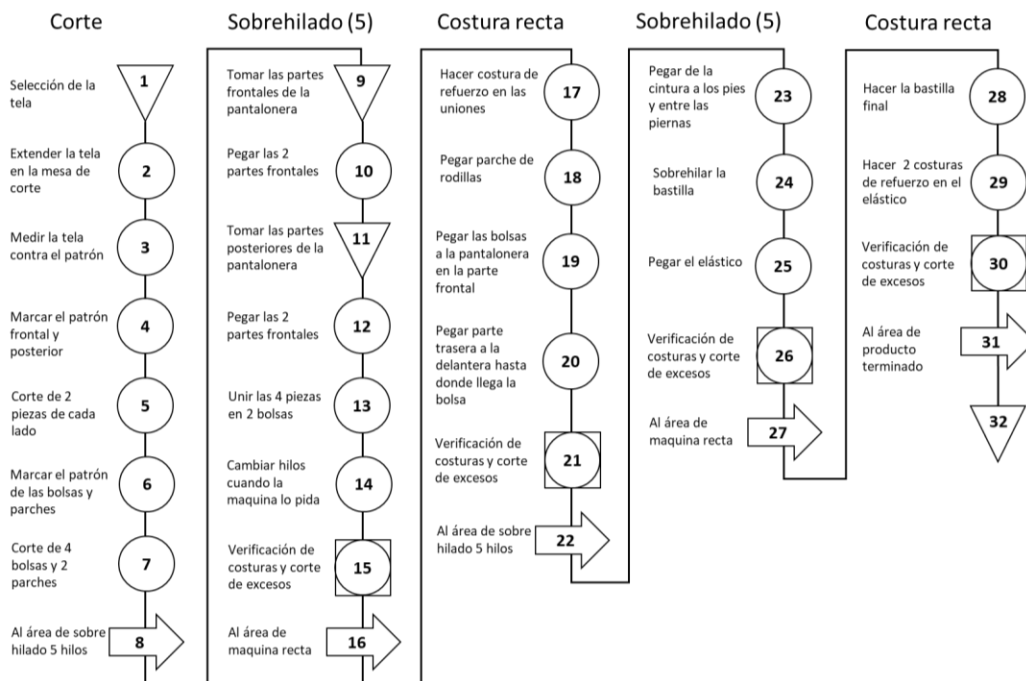 Corte
Selección de la
tela
1
Extender la tela
en la mesa de
corte
2
Medir la tela
contra el patrón
3
Marcar el patrón
frontal y
posterior
4
Corte de 2
piezas de cada
lado
5
Marcar el patrón
de las bolsas y
parches
6
Corte de 4
bolsas y 2
parches
7
Al área de sobre
hilado 5 hilos
8
Sobrehilado (5)
Tomar las partes
frontales de la
pantalonera
9
Pegar las 2
partes frontales
10
Tomar las partes
posteriores de la
pantalonera
11
Pegar las 2
partes frontales
12
Unir las 4 piezas
en 2 bolsas
13
Cambiar hilos
cuando la
maquina lo pida
14
Verificación de
costuras y corte
de excesos
15
Al área de
maquina recta
16
Costura recta
Hacer costura de
refuerzo en las
uniones
17
Pegar parche de
rodillas
18
Pegar las bolsas
a la pantalonera
en la parte
frontal
19
Pegar parte
trasera a la
delantera hasta
donde llega la
bolsa
20
Verificación de
costuras y corte
de excesos
21
Al área de sobre
hilado 5 hilos
22
Sobrehilado (5)
Pegar de la
cintura a los pies
y entre las
piernas
23
Sobrehilar la
bastilla
24
Pegar el elástico
25
Verificación de
costuras y corte
de excesos
26
Al área de
maquina recta
27
Costura recta
Hacer la bastilla
final
28
Hacer 2 costuras
de refuerzo en el
elástico
29
Verificación de
costuras y corte
de excesos
30
Al área de
producto
terminado
31
32